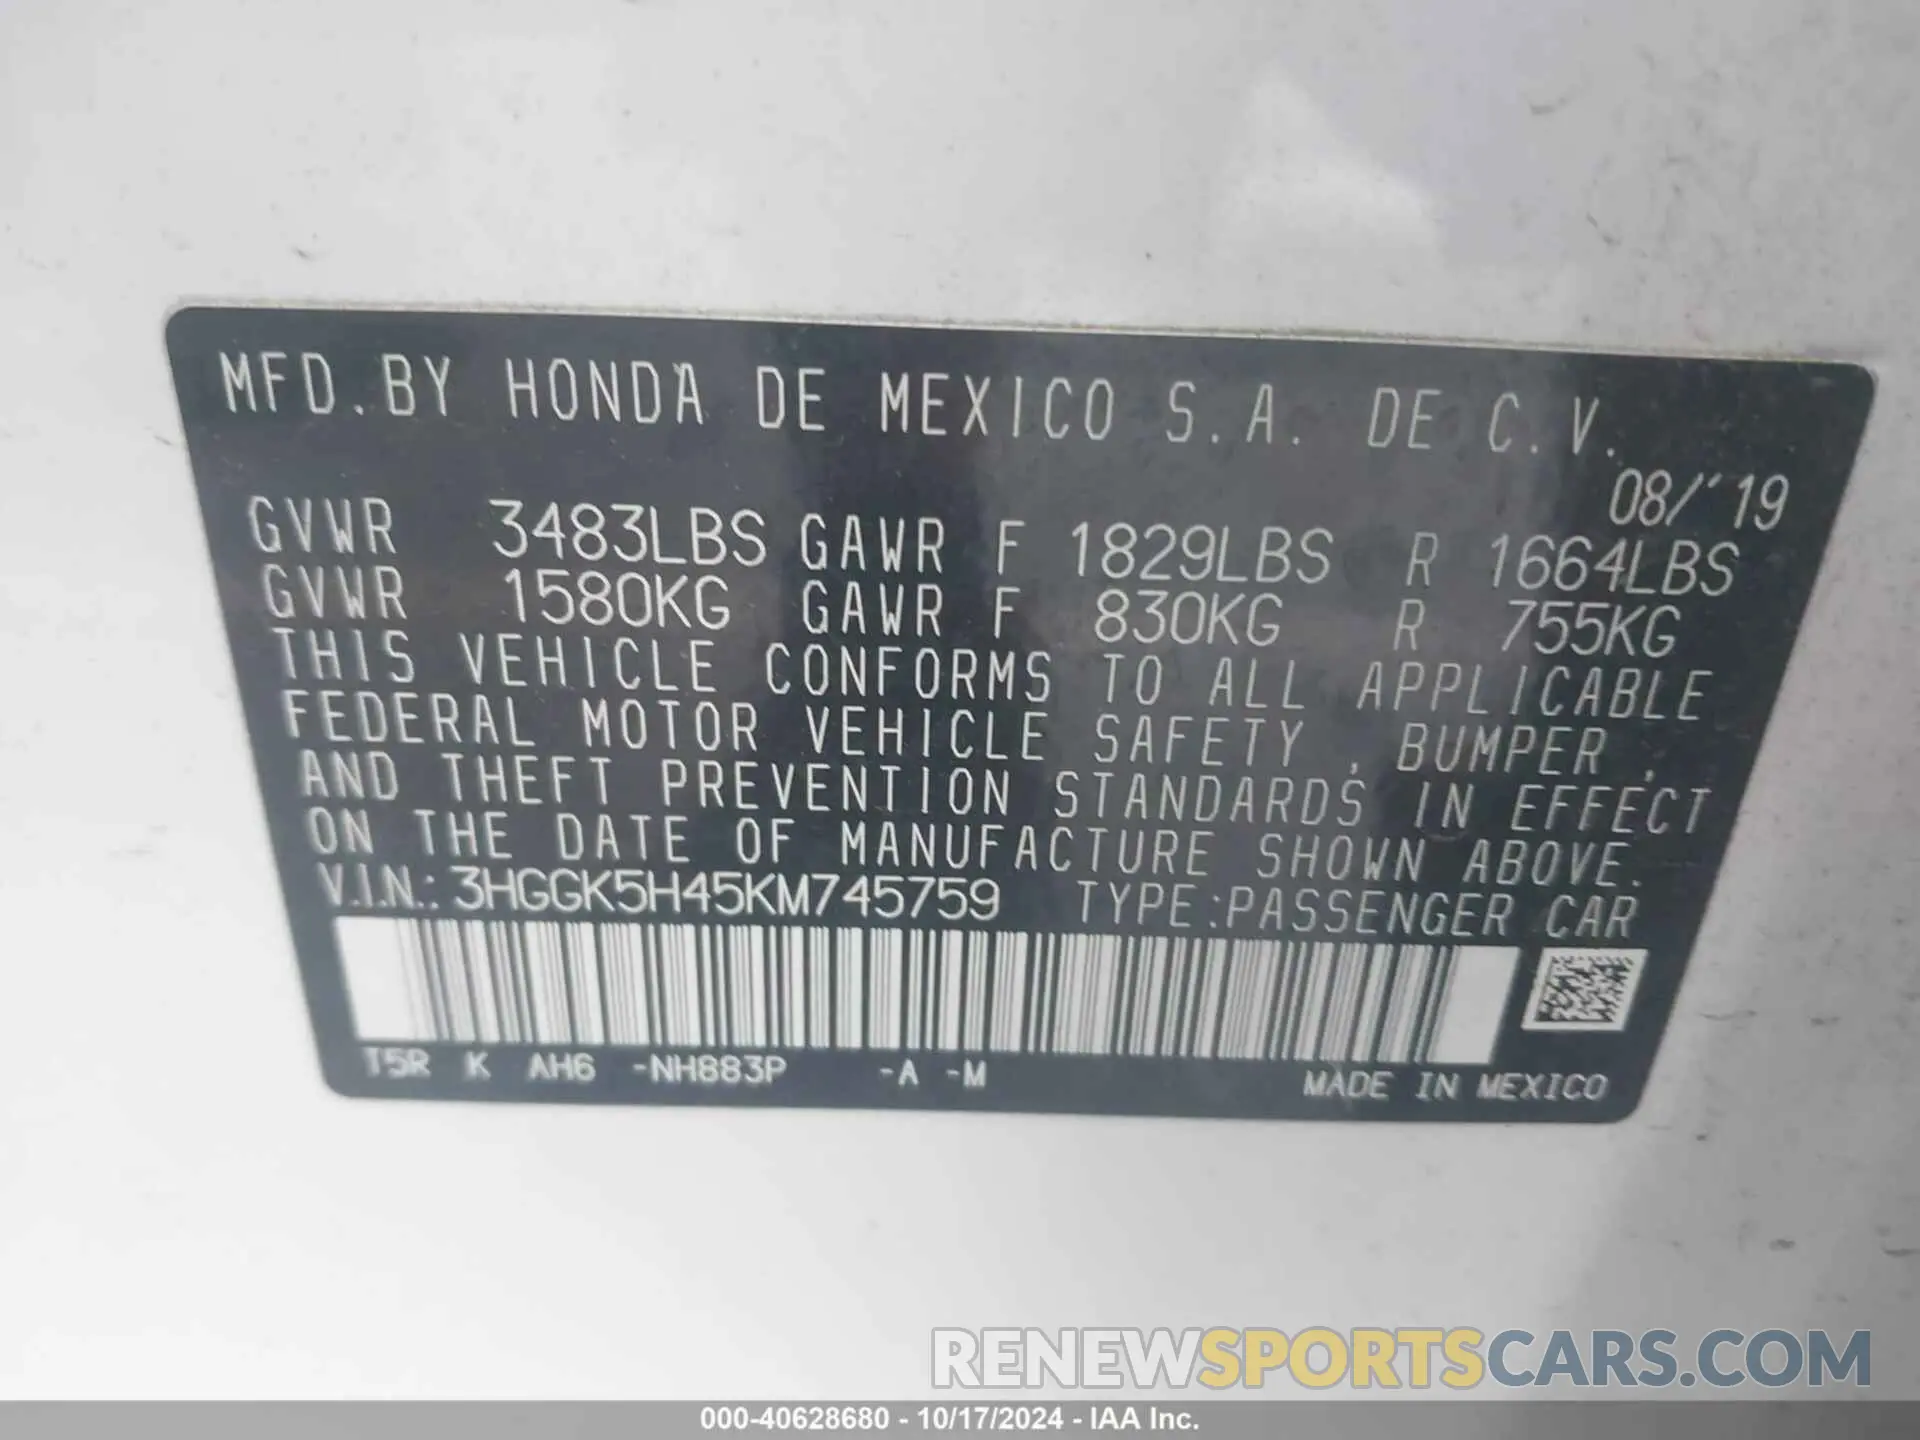 MFD.BY HONDA DE MEXICO S.A. DE C.V.
08/'19
GVWR 3483LBS GAWR F 1829LBS R 1664LBS
GVWR 1580KG GAWR F 830KG R 755KG
THIS VEHICLE CONFORMS TO ALL APPLICABLE
FEDERAL MOTOR VEHICLE SAFETY , BUMPER ,
AND THEFT PREVENTION STANDARDS IN EFFECT
ON THE DATE OF MANUFACTURE SHOWN ABOVE.
V.I.N.: 3HGGK5H45KM745759 TYPE:PASSENGER CAR
T5R K AH6 -NH883P -A -M
MADE IN MEXICO
RENEWSPORTSCARS.COM
000-40628680 - 10/17/2024 - IAA Inc.